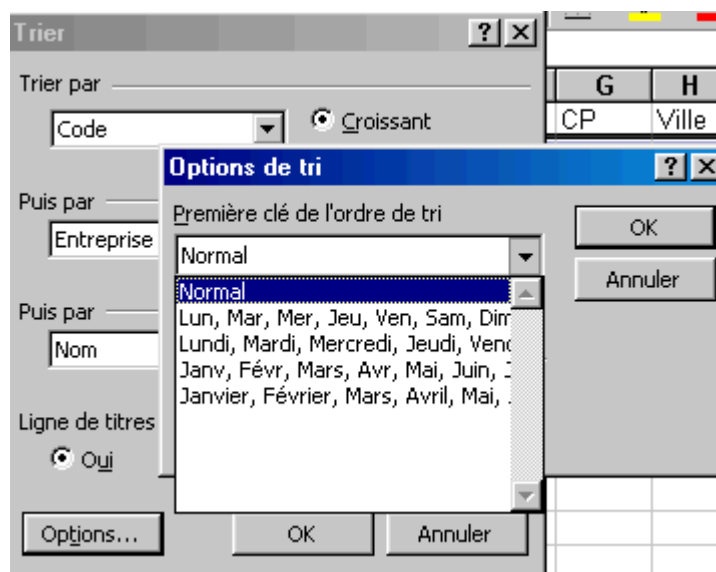 Trier
Trier par
Code
Croissant
G H
CP Ville
Options de tri
Puis par
Première clé de l'ordre de tri
OK
Entreprise
Normal
Annuler
Normal
Puis par
Lun, Mar, Mer, Jeu, Ven, Sam, Dim
Nom
Lundi, Mardi, Mercredi, Jeudi,
Janv, Févr, Mars, Avr, Mai, Juin,
Janvier, Février, Mars, Avril, Mai,
Ligne de titres
Oui
Options...
OK
Annuler